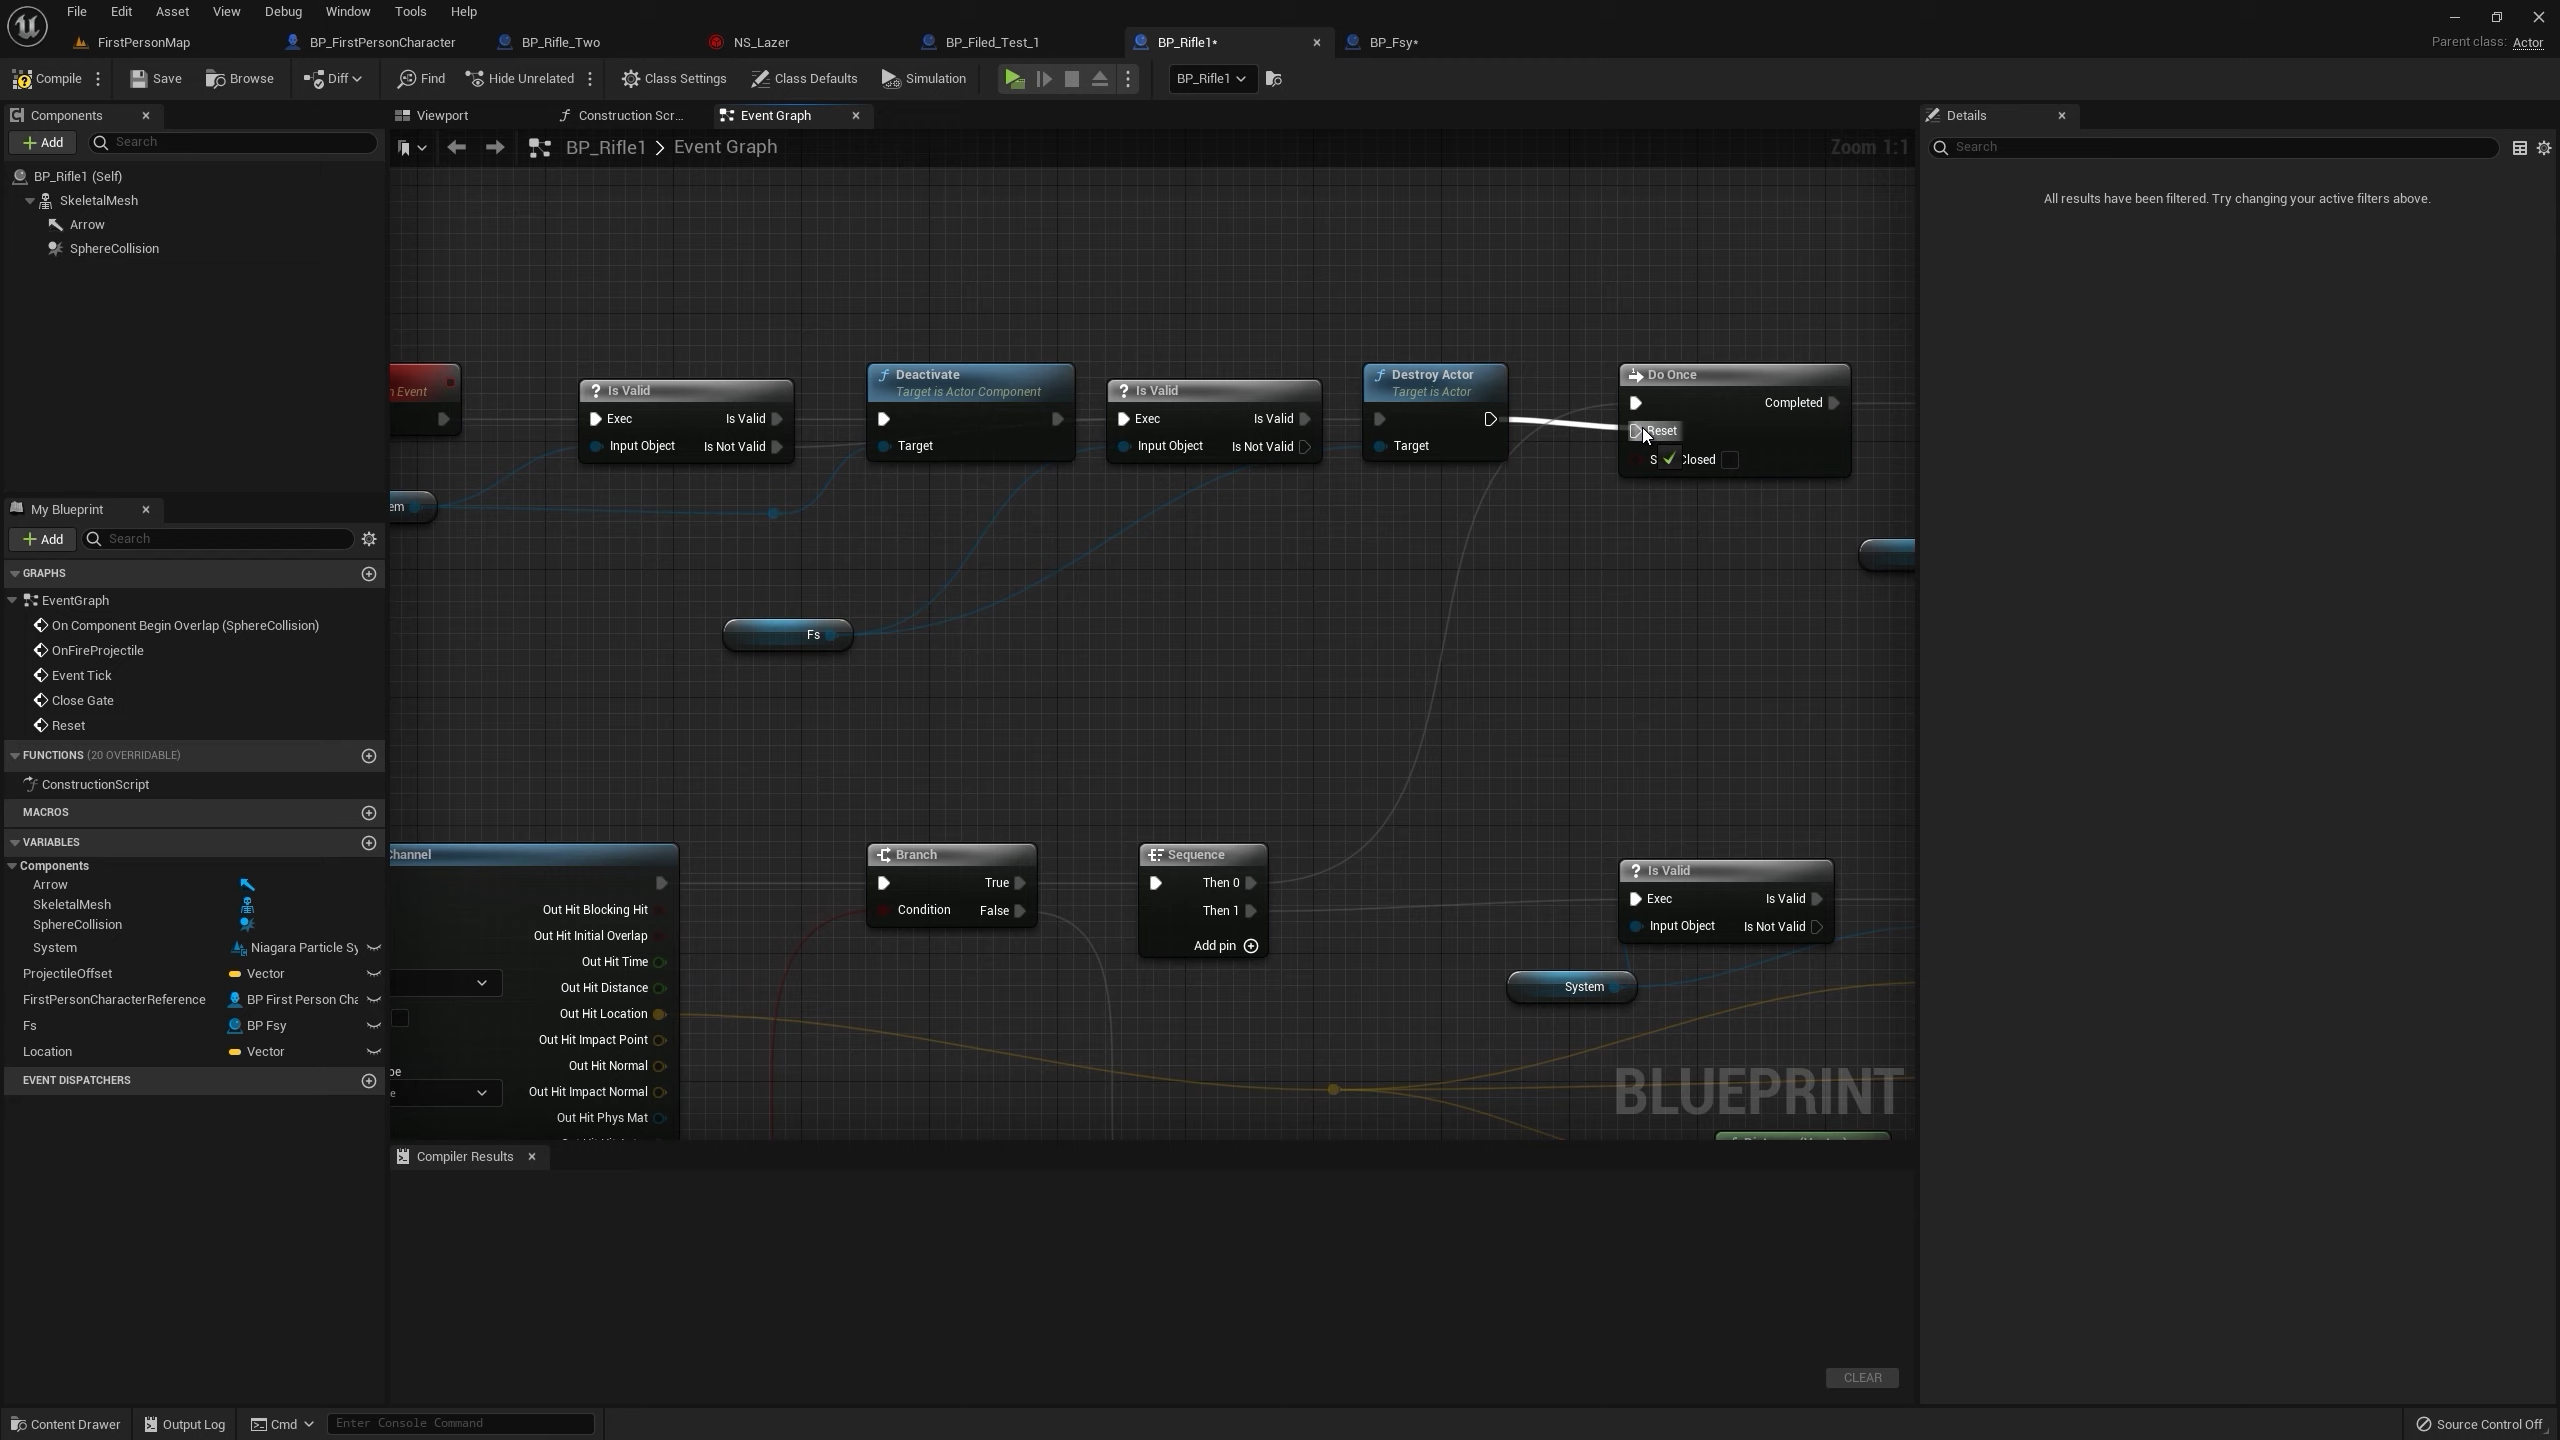 File Edit Asset View Debug Window Tools Help
FirstPersonMap BP_FirstPersonCharacter BP_Rifle_Two NS_Lazer BP_Filed_Test_1 BP_Rifle1* BP_Fsy*
Parent class: Actor
Compile Save Browse Diff Find Hide Unrelated Class Settings Class Defaults Simulation BP_Rifle1
Components
Add Search
BP_Rifle1 (Self)
SkeletalMesh
Arrow
SphereCollision
My Blueprint
Add Search
GRAPHS
EventGraph
On Component Begin Overlap (SphereCollision)
OnFireProjectile
Event Tick
Close Gate
Reset
FUNCTIONS (20 OVERRIDABLE)
ConstructionScript
MACROS
VARIABLES
Components
Arrow
SkeletalMesh
SphereCollision
System Niagara Particle Sy
ProjectileOffset Vector
FirstPersonCharacterReference BP First Person Cha
Fs BP Fsy
Location Vector
EVENT DISPATCHERS
Viewport Construction Scr... Event Graph
BP_Rifle1 > Event Graph
Zoom 1:1
n Event
em
Is Valid
Exec Is Valid
Input Object Is Not Valid
Deactivate
Target is Actor Component
Target
Is Valid
Exec Is Valid
Input Object Is Not Valid
Destroy Actor
Target is Actor
Target
Do Once
Completed
Reset
S Closed
Fs
Channel
Out Hit Blocking Hit
Out Hit Initial Overlap
Out Hit Time
Out Hit Distance
Out Hit Location
Out Hit Impact Point
Out Hit Normal
Out Hit Impact Normal
Out Hit Phys Mat
pe
e
Branch
True
Condition False
Sequence
Then 0
Then 1
Add pin
Is Valid
Exec Is Valid
Input Object Is Not Valid
System
BLUEPRINT
Compiler Results
CLEAR
Details
Search
All results have been filtered. Try changing your active filters above.
Content Drawer Output Log Cmd Enter Console Command
Source Control Off